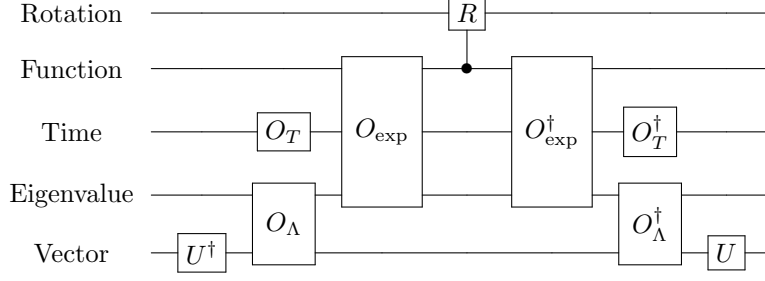 Rotation R
Function
Time O_T O_exp O†_exp O†_T
Eigenvalue
O_Λ O†_Λ
Vector U† U